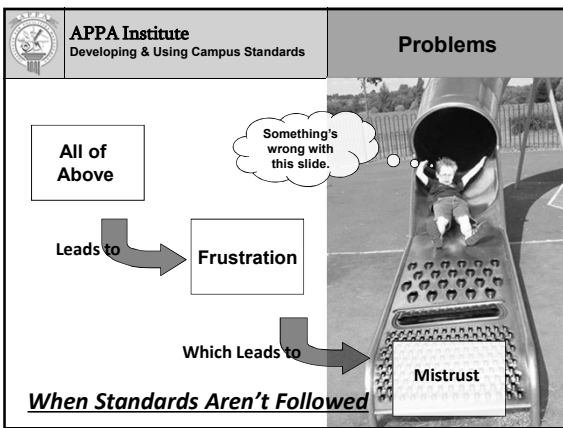 APPA
APPA Institute
Developing & Using Campus Standards
Problems
Something's
wrong with
this slide.
All of
Above
Leads to
Frustration
Which Leads to
Mistrust
When Standards Aren't Followed